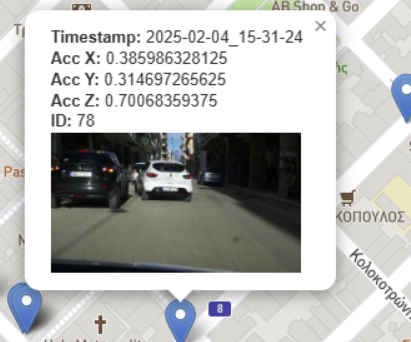 AB Shop & Go
Timestamp: 2025-02-04_15-31-24
Acc X: 0.385986328125
Acc Y: 0.314697265625
Acc Z: 0.70068359375
ID: 78
ΚΟΠΟΥΛΟΣ
Κολοκοτρώνη
8